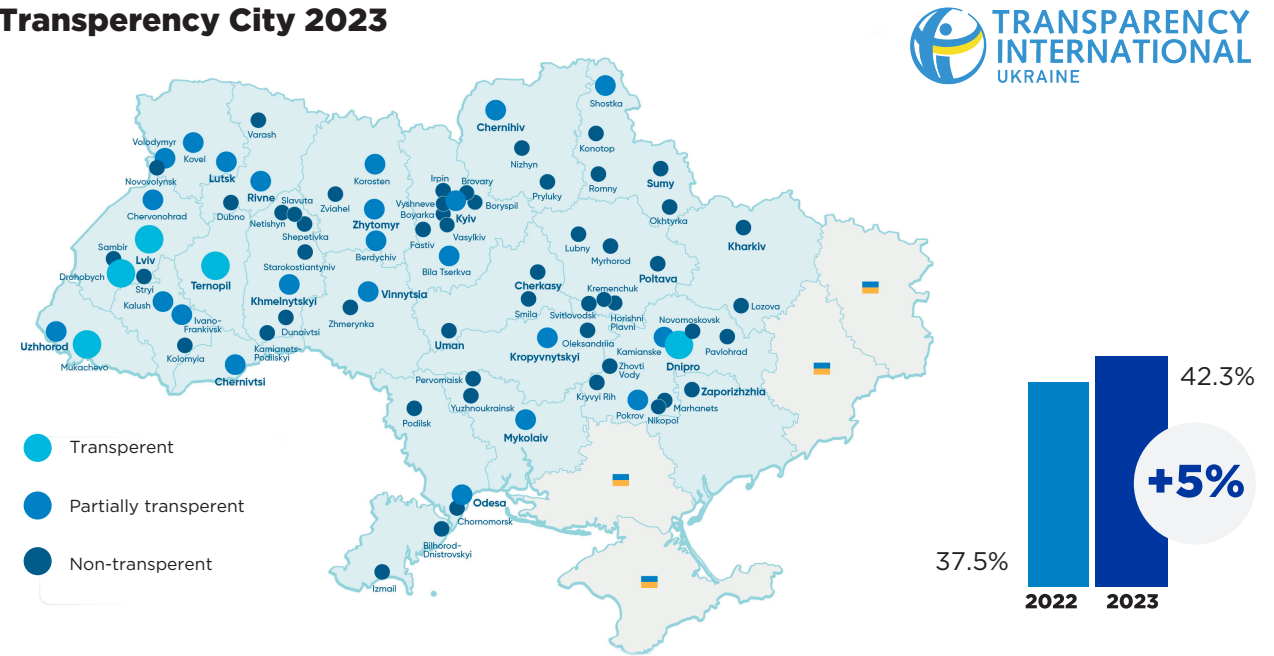 Transperency City 2023
TRANSPARENCY
INTERNATIONAL
UKRAINE
Shostka
Chernihiv
Varash
Konotop
Volodymyr
Kovel
Nizhyn
Novovolynsk
Lutsk
Korosten
Irpin
Brovary
Romny
Sumy
Rivne
Pryluky
Chervonohrad
Dubno
Slavuta
Netishyn
Zviahel
Vyshneve
Boyarka
Kyiv
Boryspil
Okhtyrka
Shepetivka
Zhytomyr
Fastiv
Vasylkiv
Kharkiv
Sambir
Lviv
Berdychiv
Lubny
Myrhorod
Starokostiantyniv
Bila Tserkva
Drohobych
Stryi
Ternopil
Cherkasy
Poltava
Kalush
Khmelnytskyi
Vinnytsia
Kremenchuk
Ivano-
Frankivsk
Zhmerynka
Smila
Svitlovodsk
Horishni
Plavni
Lozova
Novomoskovsk
Dunaivtsi
Uzhhorod
Kamianets-
Podilskyi
Uman
Oleksandriia
Kropyvnytskyi
Kamianske
Pavlohrad
Mukachevo
Kolomyia
Dnipro
Chernivtsi
Zhovti
Vody
Pervomaisk
Kryvyi Rih
Zaporizhzhia
Yuzhnoukrainsk
Marhanets
Pokrov
Nikopol
Podilsk
Mykolaiv
Odesa
Chornomorsk
Bilhorod-
Dnistrovskyi
Izmail
Transperent
Partially transperent
Non-transperent
42.3%
+5%
37.5%
2022
2023